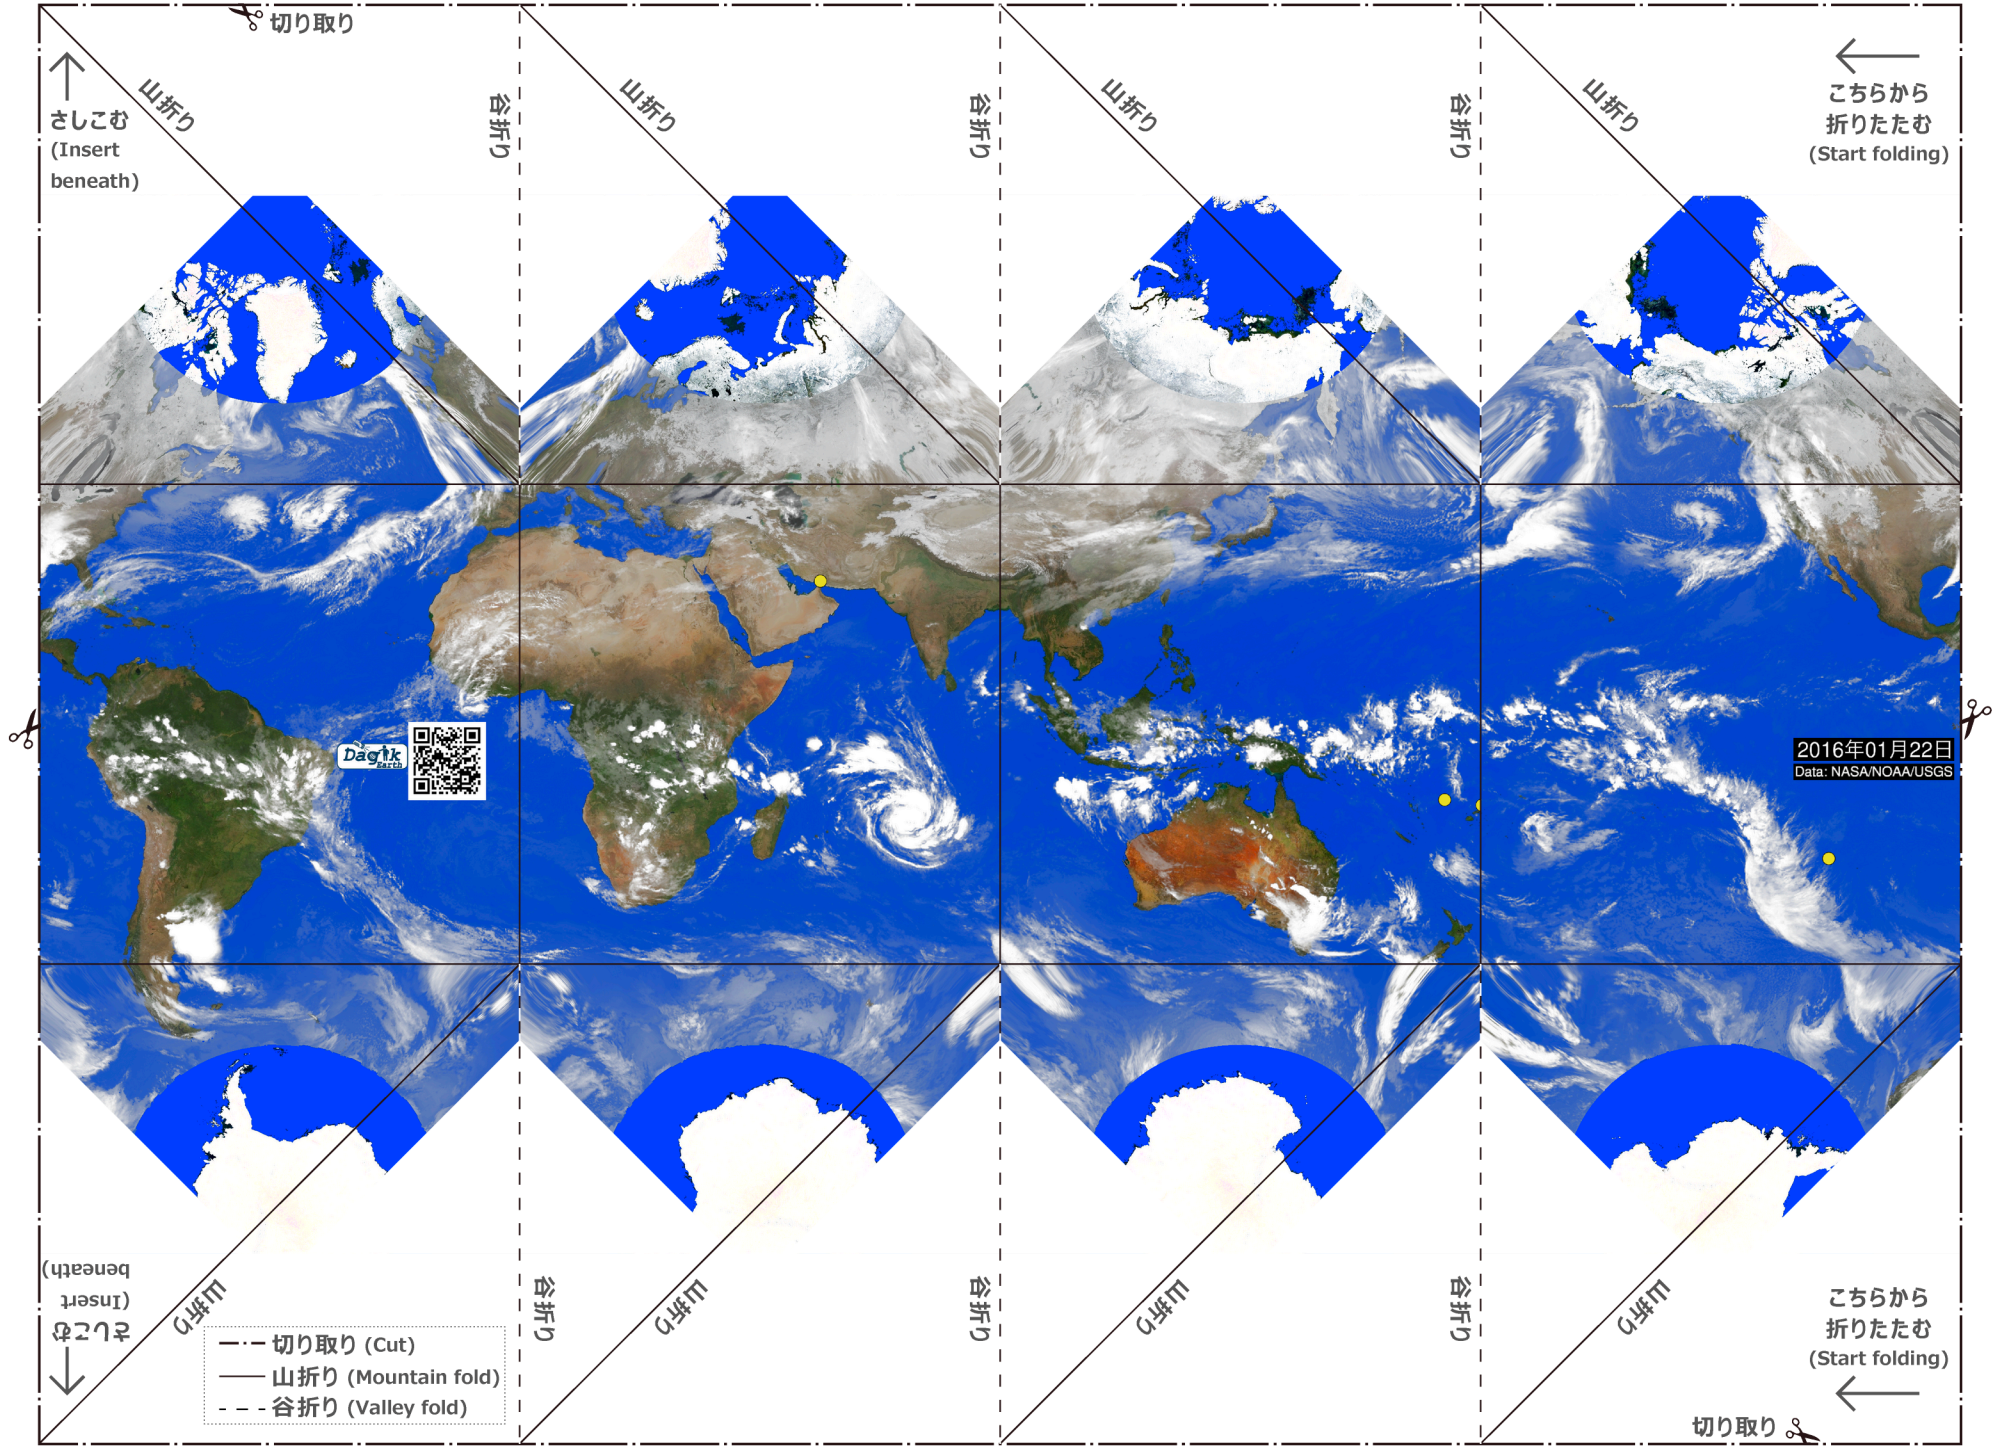 切り取り
山折り
山折り
山折り
山折り
谷折り
谷折り
谷折り
さしこむ
(Insert
beneath)
こちらから
折りたたむ
(Start folding)
Dagik
Earth
2016年01月22日
Data: NASA/NOAA/USGS
さしこむ
(Insert
beneath)
山折り
山折り
山折り
山折り
谷折り
谷折り
谷折り
こちらから
折りたたむ
(Start folding)
切り取り (Cut)
山折り (Mountain fold)
谷折り (Valley fold)
切り取り